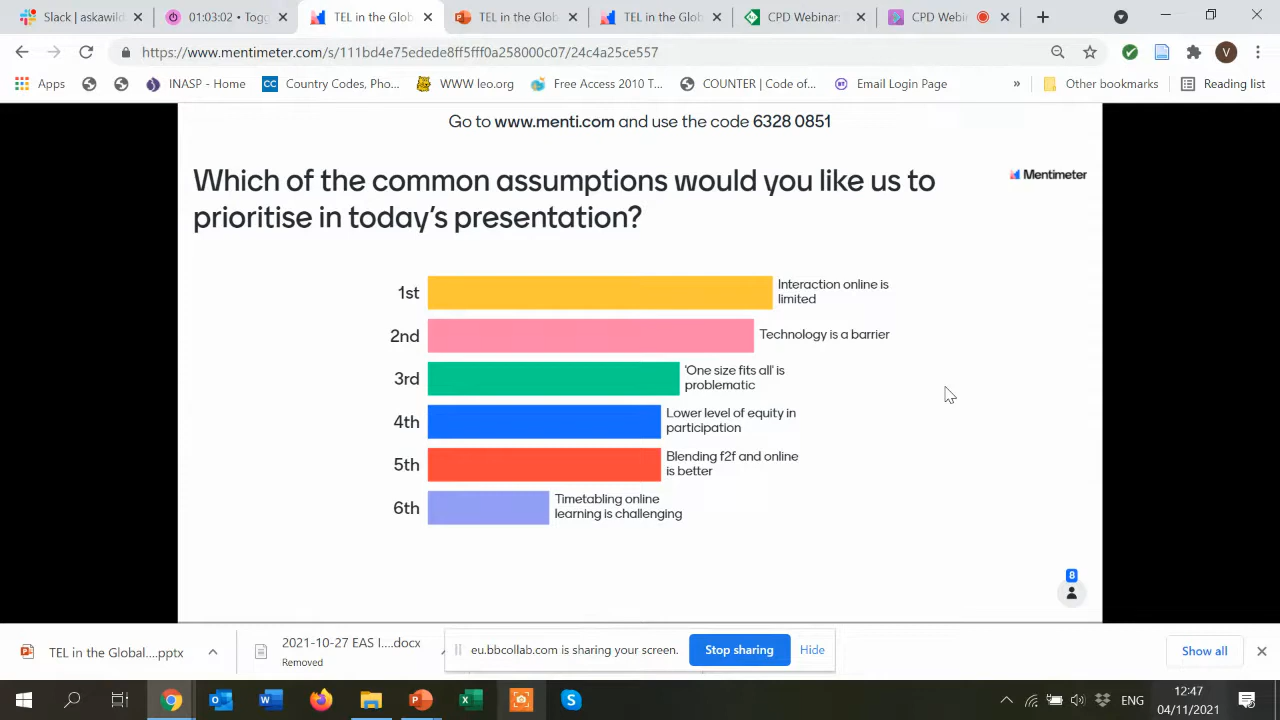 Slack | askawild
01:03:02 • Togg
TEL in the Glob
TEL in the Glob
TEL in the Glob
CPD Webinar:
CPD Webi
https://www.mentimeter.com/s/111bd4e75edede8ff5fff0a258000c07/24c4a25ce557
V
Apps
INASP - Home
CC
Country Codes, Pho...
WWW leo.org
Free Access 2010 T...
COUNTER | Code of...
Email Login Page
»
Other bookmarks
Reading list
Go to www.menti.com and use the code 6328 0851
Which of the common assumptions would you like us to
prioritise in today's presentation?
Mentimeter
1st
Interaction online is
limited
2nd
Technology is a barrier
3rd
'One size fits all' is
problematic
4th
Lower level of equity in
participation
5th
Blending f2f and online
is better
6th
Timetabling online
learning is challenging
8
TEL in the Global....pptx
2021-10-27 EAS I....docx
Removed
eu.bbcollab.com is sharing your screen.
Stop sharing
Hide
Show all
ENG
12:47
04/11/2021